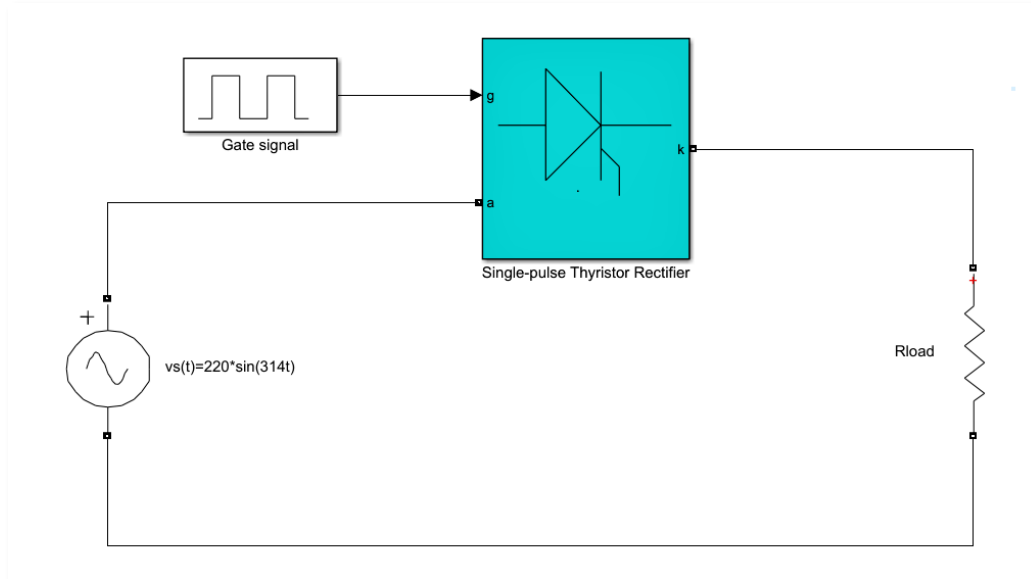 g
Gate signal
k
a
Single-pulse Thyristor Rectifier
+
+
vs(t)=220*sin(314t)
Rload